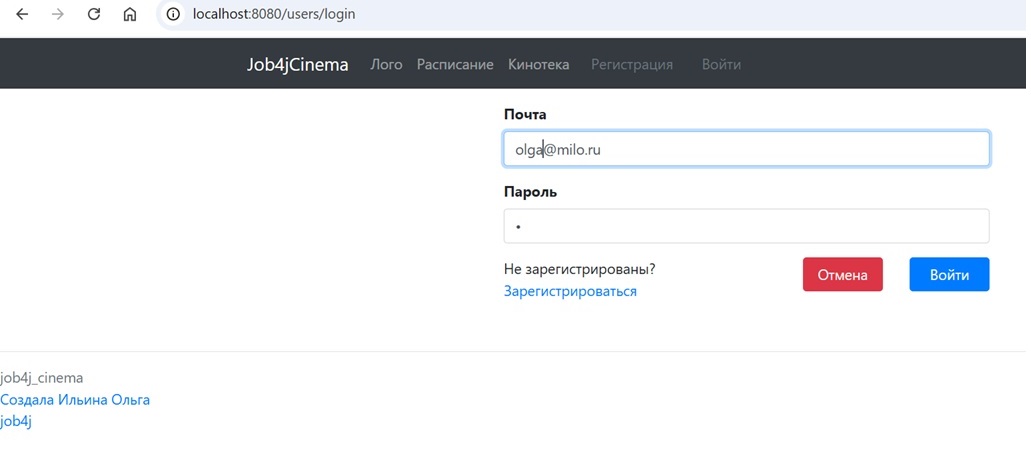 localhost:8080/users/login
Job4jCinema Лого Расписание Кинотека Регистрация Войти
Почта
olga@milo.ru
Пароль
•
Не зарегистрированы? Отмена Войти
Зарегистрироваться
job4j_cinema
Создала Ильина Ольга
job4j